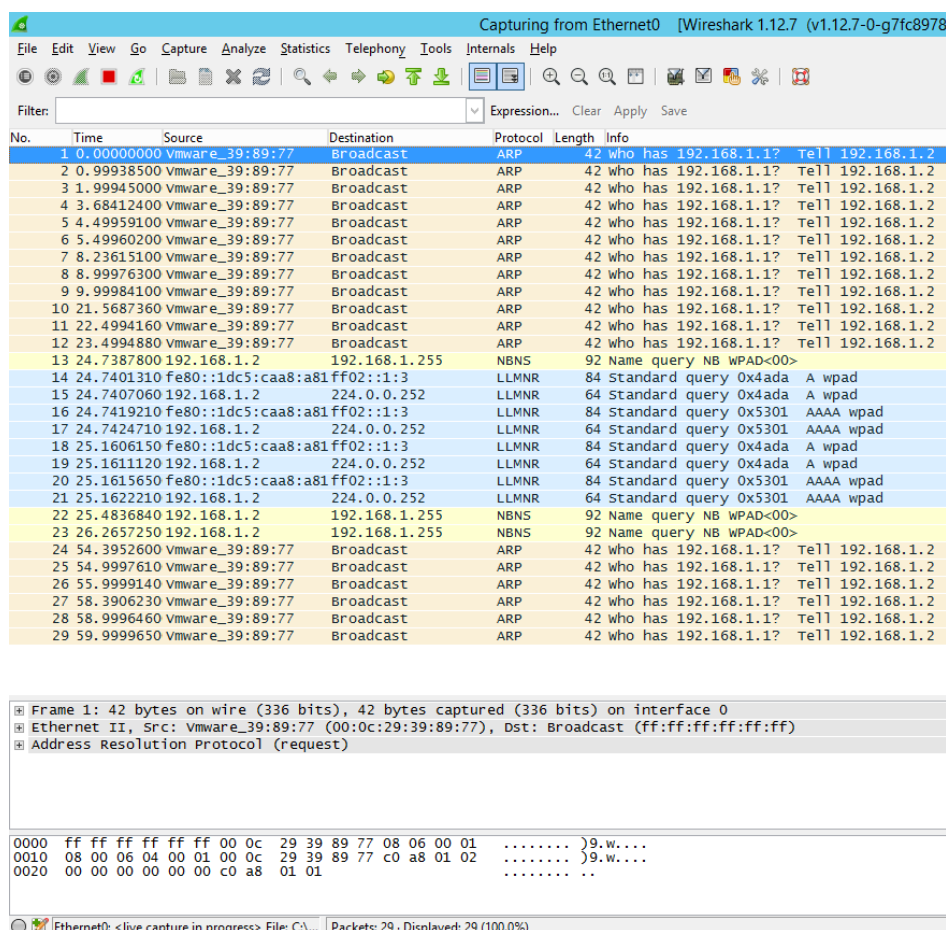 Capturing from Ethernet0 [Wireshark 1.12.7 (v1.12.7-0-g7fc8978
File Edit View Go Capture Analyze Statistics Telephony Tools Internals Help
Filter: Expression... Clear Apply Save
No. Time Source Destination Protocol Length Info
1 0.00000000 Vmware_39:89:77 Broadcast ARP 42 Who has 192.168.1.1? Tell 192.168.1.2
2 0.99938500 Vmware_39:89:77 Broadcast ARP 42 Who has 192.168.1.1? Tell 192.168.1.2
3 1.99945000 Vmware_39:89:77 Broadcast ARP 42 Who has 192.168.1.1? Tell 192.168.1.2
4 3.68412400 Vmware_39:89:77 Broadcast ARP 42 Who has 192.168.1.1? Tell 192.168.1.2
5 4.49959100 Vmware_39:89:77 Broadcast ARP 42 Who has 192.168.1.1? Tell 192.168.1.2
6 5.49960200 Vmware_39:89:77 Broadcast ARP 42 Who has 192.168.1.1? Tell 192.168.1.2
7 8.23615100 Vmware_39:89:77 Broadcast ARP 42 Who has 192.168.1.1? Tell 192.168.1.2
8 8.99976300 Vmware_39:89:77 Broadcast ARP 42 Who has 192.168.1.1? Tell 192.168.1.2
9 9.99984100 Vmware_39:89:77 Broadcast ARP 42 Who has 192.168.1.1? Tell 192.168.1.2
10 21.5687360 Vmware_39:89:77 Broadcast ARP 42 Who has 192.168.1.1? Tell 192.168.1.2
11 22.4994160 Vmware_39:89:77 Broadcast ARP 42 Who has 192.168.1.1? Tell 192.168.1.2
12 23.4994880 Vmware_39:89:77 Broadcast ARP 42 Who has 192.168.1.1? Tell 192.168.1.2
13 24.7387800 192.168.1.2 192.168.1.255 NBNS 92 Name query NB WPAD<00>
14 24.7401310 fe80::1dc5:caa8:a81 ff02::1:3 LLMNR 84 Standard query 0x4ada A wpad
15 24.7407060 192.168.1.2 224.0.0.252 LLMNR 64 Standard query 0x4ada A wpad
16 24.7419210 fe80::1dc5:caa8:a81 ff02::1:3 LLMNR 84 Standard query 0x5301 AAAA wpad
17 24.7424710 192.168.1.2 224.0.0.252 LLMNR 64 Standard query 0x5301 AAAA wpad
18 25.1606150 fe80::1dc5:caa8:a81 ff02::1:3 LLMNR 84 Standard query 0x4ada A wpad
19 25.1611120 192.168.1.2 224.0.0.252 LLMNR 64 Standard query 0x4ada A wpad
20 25.1615650 fe80::1dc5:caa8:a81 ff02::1:3 LLMNR 84 Standard query 0x5301 AAAA wpad
21 25.1622210 192.168.1.2 224.0.0.252 LLMNR 64 Standard query 0x5301 AAAA wpad
22 25.4836840 192.168.1.2 192.168.1.255 NBNS 92 Name query NB WPAD<00>
23 26.2657250 192.168.1.2 192.168.1.255 NBNS 92 Name query NB WPAD<00>
24 54.3952600 Vmware_39:89:77 Broadcast ARP 42 Who has 192.168.1.1? Tell 192.168.1.2
25 54.9997610 Vmware_39:89:77 Broadcast ARP 42 Who has 192.168.1.1? Tell 192.168.1.2
26 55.9999140 Vmware_39:89:77 Broadcast ARP 42 Who has 192.168.1.1? Tell 192.168.1.2
27 58.3906230 Vmware_39:89:77 Broadcast ARP 42 Who has 192.168.1.1? Tell 192.168.1.2
28 58.9996460 Vmware_39:89:77 Broadcast ARP 42 Who has 192.168.1.1? Tell 192.168.1.2
29 59.9999650 Vmware_39:89:77 Broadcast ARP 42 Who has 192.168.1.1? Tell 192.168.1.2
Frame 1: 42 bytes on wire (336 bits), 42 bytes captured (336 bits) on interface 0
Ethernet II, Src: Vmware_39:89:77 (00:0c:29:39:89:77), Dst: Broadcast (ff:ff:ff:ff:ff:ff)
Address Resolution Protocol (request)
0000 ff ff ff ff ff ff 00 0c 29 39 89 77 08 06 00 01 ........ )9.w....
0010 08 00 06 04 00 01 00 0c 29 39 89 77 c0 a8 01 02 ........ )9.w....
0020 00 00 00 00 00 00 c0 a8 01 01 ........ ..
Ethernet0: <live capture in progress> File: C:\... Packets: 29 · Displayed: 29 (100.0%)